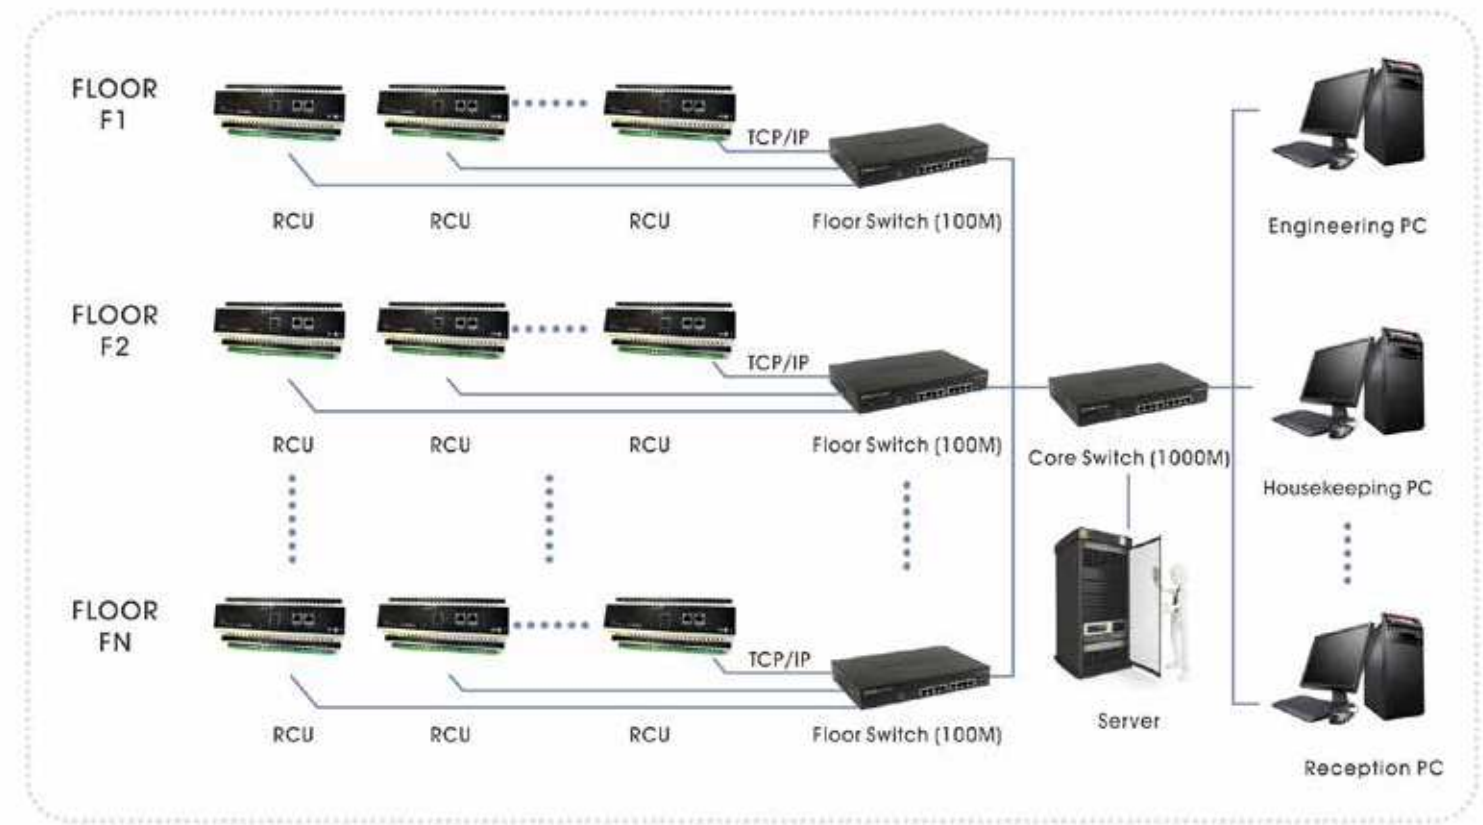 FLOOR
F1
TCP/IP
RCU
RCU
RCU
Floor Switch (100M)
Engineering PC
FLOOR
F2
TCP/IP
RCU
RCU
RCU
Floor Switch (100M)
Core Switch (1000M)
Housekeeping PC
FLOOR
FN
TCP/IP
RCU
RCU
RCU
Floor Switch (100M)
Server
Reception PC